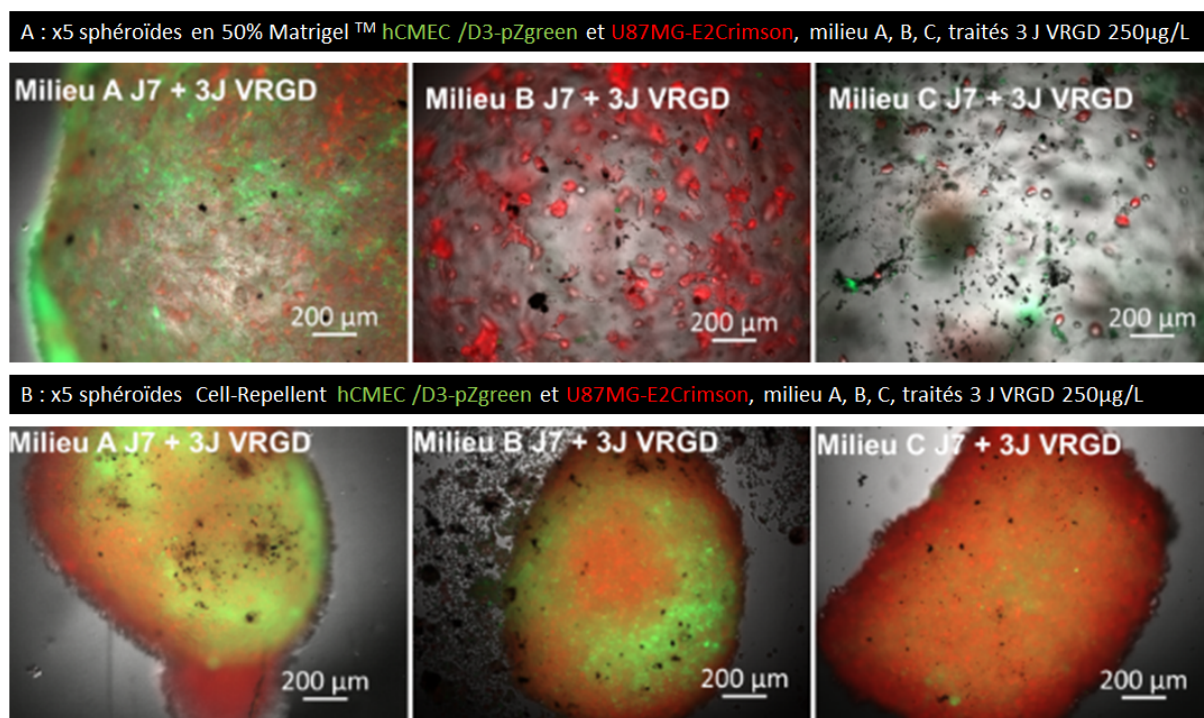 A : x5 sphéroïdes en 50% Matrigel ™ hCMEC /D3-pZgreen et U87MG-E2Crimson, milieu A, B, C, traités 3 J VRGD 250µg/L
Milieu A J7 + 3J VRGD
Milieu B J7 + 3J VRGD
Milieu C J7 + 3J VRGD
200 µm
200 µm
200 µm
B : x5 sphéroïdes Cell-Repellent hCMEC /D3-pZgreen et U87MG-E2Crimson, milieu A, B, C, traités 3 J VRGD 250µg/L
Milieu A J7 + 3J VRGD
Milieu B J7 + 3J VRGD
Milieu C J7 + 3J VRGD
200 µm
200 µm
200 µm